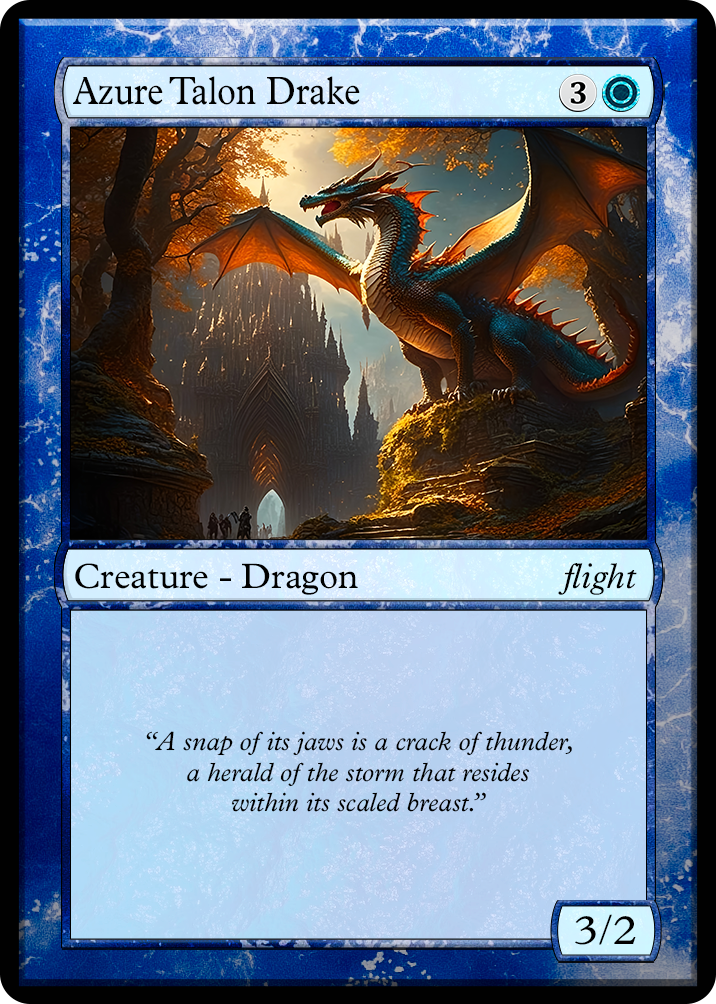 Azure Talon Drake 3
Creature - Dragon flight
“A snap of its jaws is a crack of thunder,
a herald of the storm that resides
within its scaled breast.”
3/2